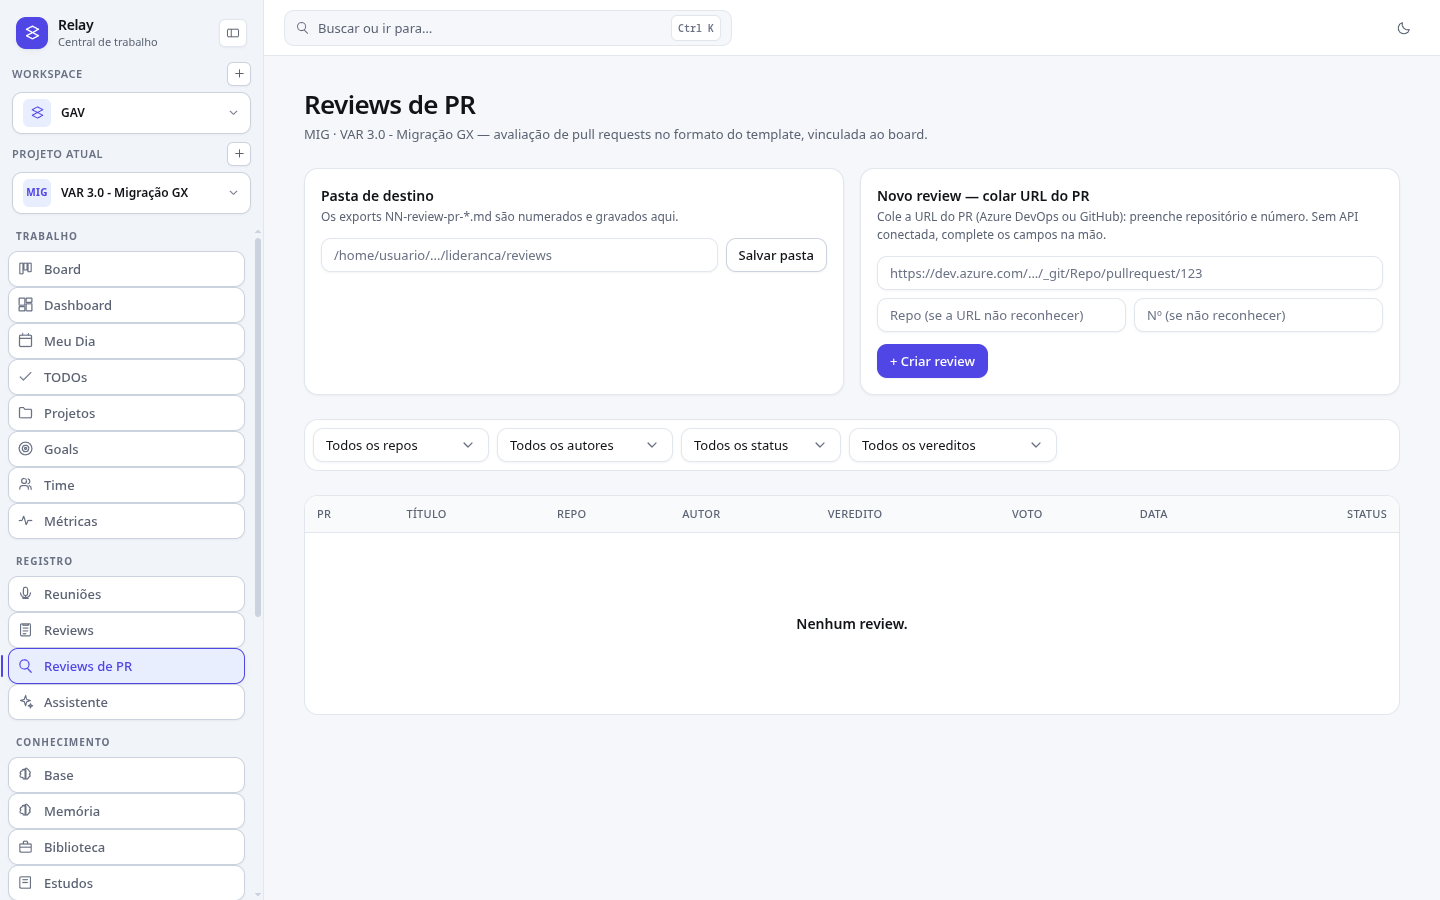 Relay
Central de trabalho
WORKSPACE
GAV
PROJETO ATUAL
MIG VAR 3.0 - Migração GX
TRABALHO
Board
Dashboard
Meu Dia
TODOs
Projetos
Goals
Time
Métricas
REGISTRO
Reuniões
Reviews
Reviews de PR
Assistente
CONHECIMENTO
Base
Memória
Biblioteca
Estudos
Buscar ou ir para...
Ctrl K
Reviews de PR
MIG · VAR 3.0 - Migração GX — avaliação de pull requests no formato do template, vinculada ao board.
Pasta de destino
Os exports NN-review-pr-*.md são numerados e gravados aqui.
/home/usuario/.../lideranca/reviews
Salvar pasta
Novo review — colar URL do PR
Cole a URL do PR (Azure DevOps ou GitHub): preenche repositório e número. Sem API
conectada, complete os campos na mão.
https://dev.azure.com/.../_git/Repo/pullrequest/123
Repo (se a URL não reconhecer)
Nº (se não reconhecer)
+ Criar review
Todos os repos
Todos os autores
Todos os status
Todos os vereditos
PR TÍTULO REPO AUTOR VEREDITO VOTO DATA STATUS
Nenhum review.